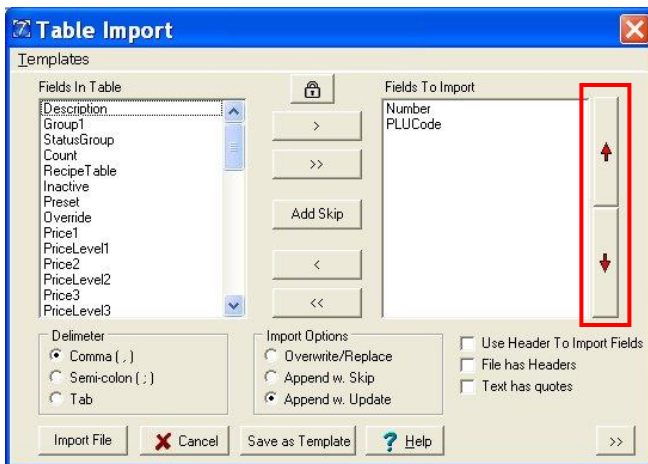 Table Import
Templates
Fields In Table
Description
Group1
StatusGroup
Count
RecipeTable
Inactive
Preset
Override
Price1
PriceLevel1
Price2
PriceLevel2
Price3
PriceLevel3
>
>>
Add Skip
<
<<
Fields To Import
Number
PLUCode
Delimeter
Comma ( , )
Semi-colon ( ; )
Tab
Import Options
Overwrite/Replace
Append w. Skip
Append w. Update
Use Header To Import Fields
File has Headers
Text has quotes
Import File
Cancel
Save as Template
? Help
>>